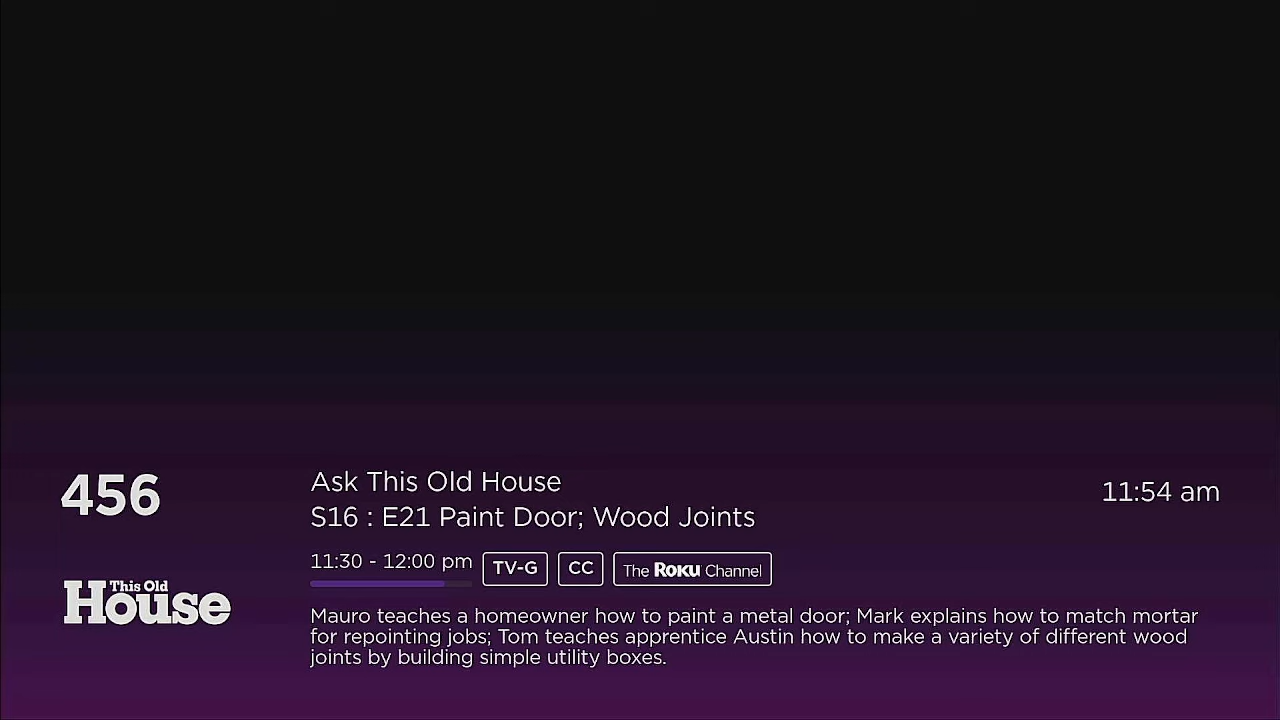 456
Ask This Old House
11:54 am
S16 : E21 Paint Door; Wood Joints
11:30 - 12:00 pm TV-G CC The Roku Channel
This Old
House
Mauro teaches a homeowner how to paint a metal door; Mark explains how to match mortar
for repointing jobs; Tom teaches apprentice Austin how to make a variety of different wood
joints by building simple utility boxes.